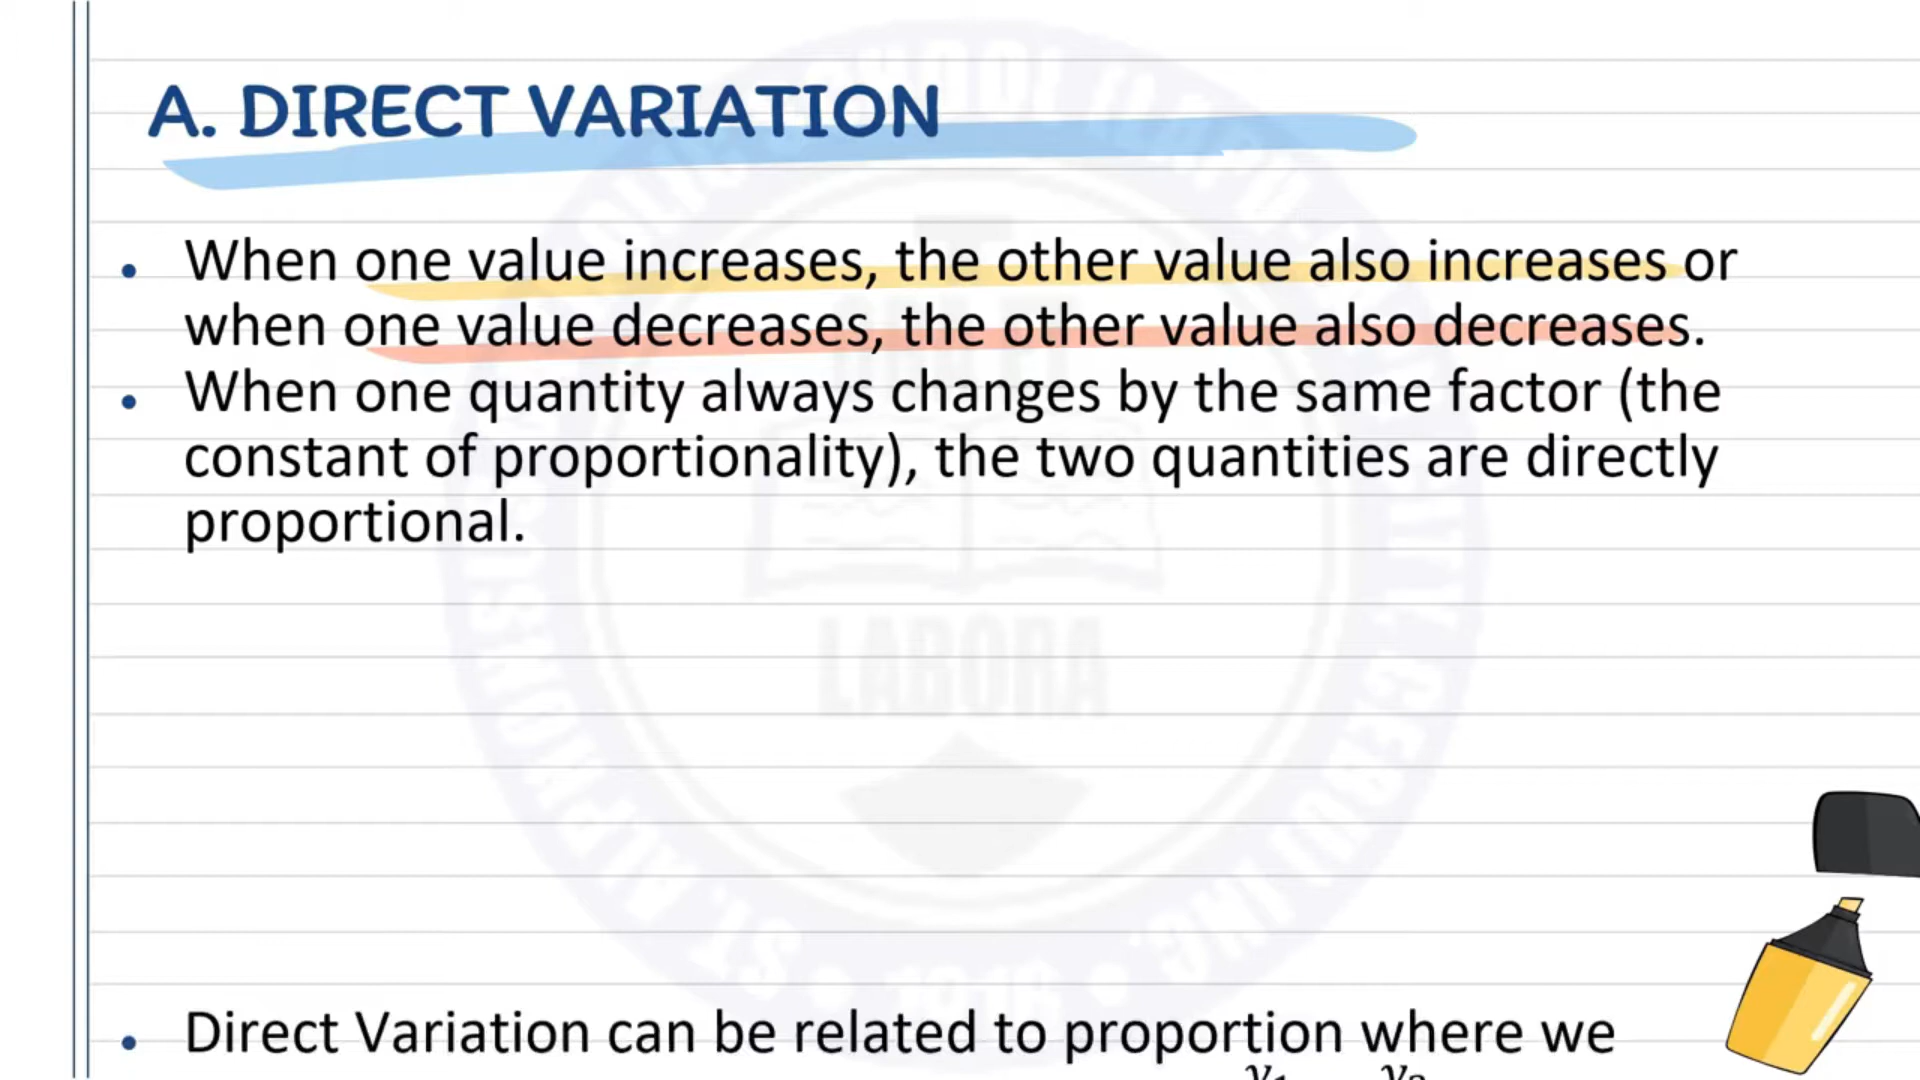 A. DIRECT VARIATION
• When one value increases, the other value also increases or
when one value decreases, the other value also decreases.
• When one quantity always changes by the same factor (the
constant of proportionality), the two quantities are directly
proportional.
LABORA
• Direct Variation can be related to proportion where we